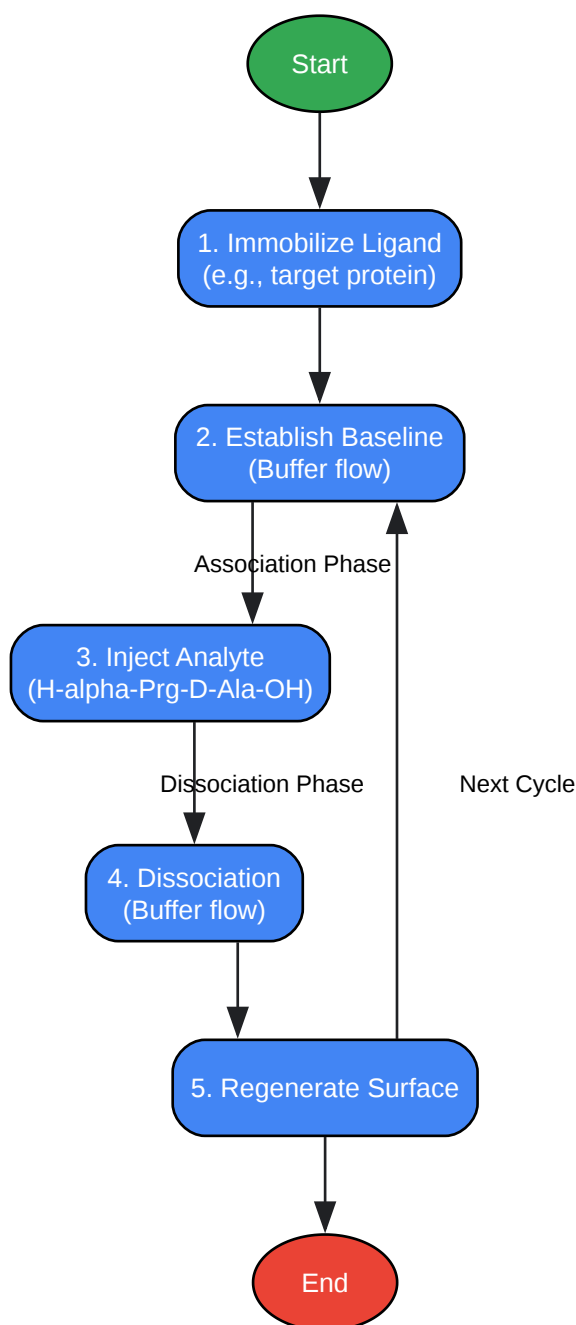 Start
1. Immobilize Ligand
(e.g., target protein)
2. Establish Baseline
(Buffer flow)
Association Phase
3. Inject Analyte
(H-alpha-Prg-D-Ala-OH)
Dissociation Phase
Next Cycle
4. Dissociation
(Buffer flow)
5. Regenerate Surface
End